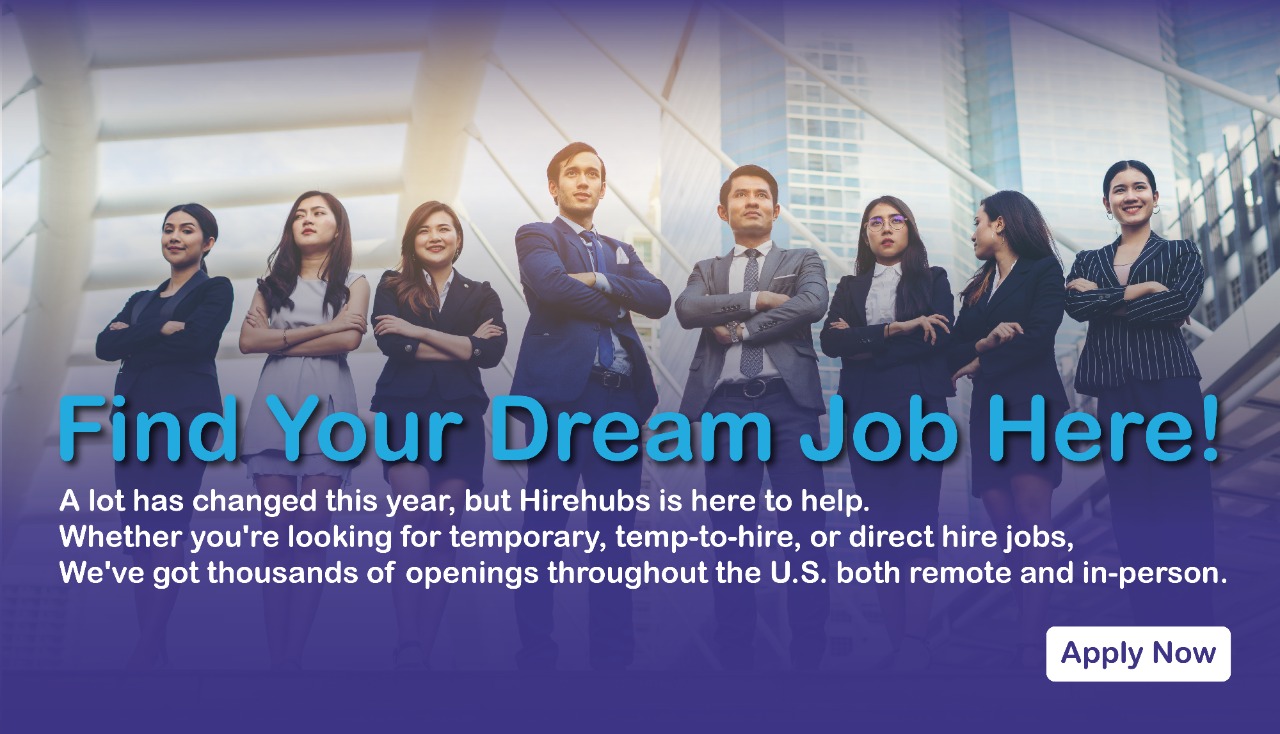 Find Your Dream Job Here!
A lot has changed this year, but Hirehubs is here to help.
Whether you're looking for temporary, temp-to-hire, or direct hire jobs,
We've got thousands of openings throughout the U.S. both remote and in-person.
Apply Now